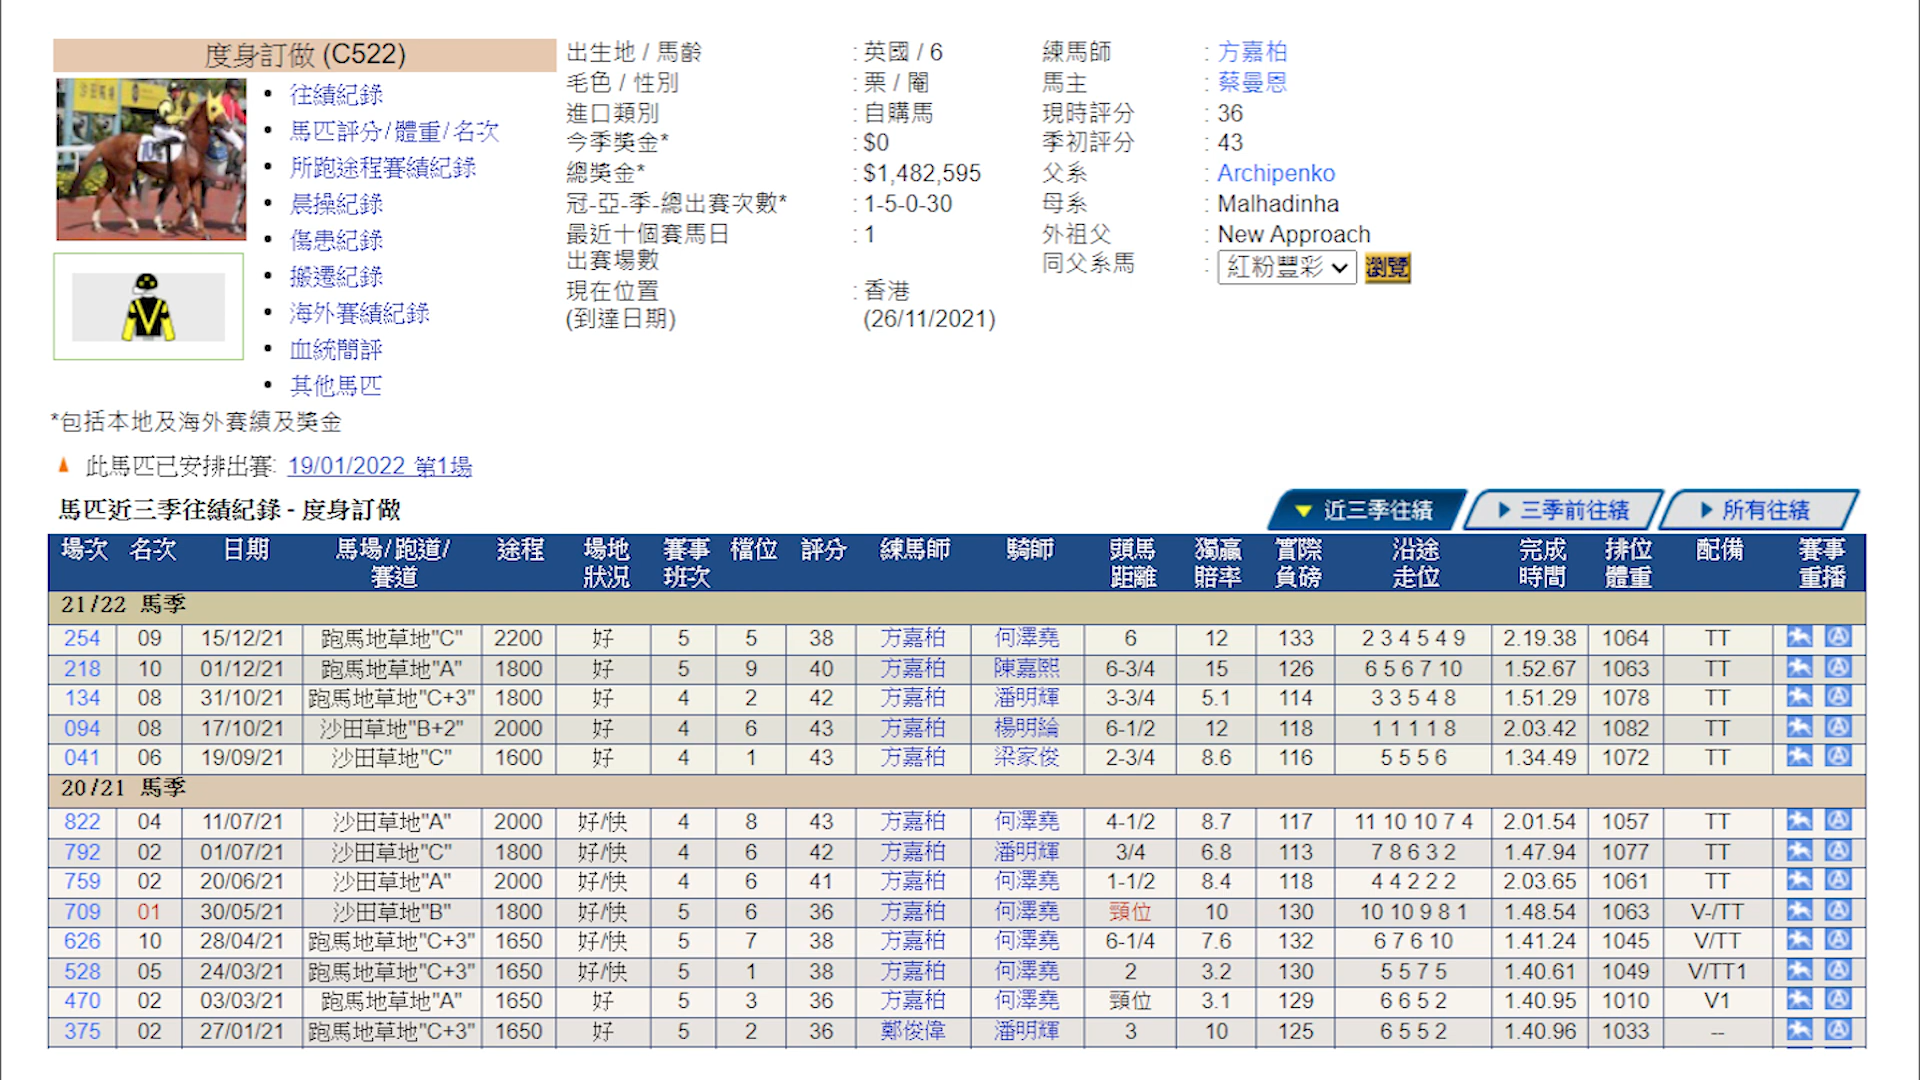 度身訂做 (C522)
往績紀錄
馬匹評分/體重/名次
所跑途程賽績紀錄
晨操紀錄
傷患紀錄
搬遷紀錄
海外賽績紀錄
血統簡評
其他馬匹
出生地 / 馬齡 : 英國 / 6
毛色 / 性別 : 栗 / 閹
進口類別 : 自購馬
今季獎金* : $0
總獎金* : $1,482,595
冠-亞-季-總出賽次數* : 1-5-0-30
最近十個賽馬日 : 1
出賽場數
現在位置 : 香港
(到達日期) (26/11/2021)
練馬師 : 方嘉柏
馬主 : 蔡曼恩
現時評分 : 36
季初評分 : 43
父系 : Archipenko
母系 : Malhadinha
外祖父 : New Approach
同父系馬 : 紅粉豐彩 瀏覽
*包括本地及海外賽績及獎金
此馬匹已安排出賽: 19/01/2022 第1場
馬匹近三季往績紀錄 - 度身訂做
近三季往績 三季前往績 所有往績
場次 名次 日期 馬場/跑道/賽道 途程 場地狀況 賽事班次 檔位 評分 練馬師 騎師 頭馬距離 獨贏賠率 實際負磅 沿途走位 完成時間 排位體重 配備 賽事重播
21/22 馬季
254 09 15/12/21 跑馬地草地"C" 2200 好 5 5 38 方嘉柏 何澤堯 6 12 133 2 3 4 5 4 9 2.19.38 1064 TT
218 10 01/12/21 跑馬地草地"A" 1800 好 5 9 40 方嘉柏 陳嘉熙 6-3/4 15 126 6 5 6 7 10 1.52.67 1063 TT
134 08 31/10/21 跑馬地草地"C+3" 1800 好 4 2 42 方嘉柏 潘明輝 3-3/4 5.1 114 3 3 5 4 8 1.51.29 1078 TT
094 08 17/10/21 沙田草地"B+2" 2000 好 4 6 43 方嘉柏 楊明綸 6-1/2 12 118 1 1 1 1 8 2.03.42 1082 TT
041 06 19/09/21 沙田草地"C" 1600 好 4 1 43 方嘉柏 梁家俊 2-3/4 8.6 116 5 5 5 6 1.34.49 1072 TT
20/21 馬季
822 04 11/07/21 沙田草地"A" 2000 好/快 4 8 43 方嘉柏 何澤堯 4-1/2 8.7 117 11 10 10 7 4 2.01.54 1057 TT
792 02 01/07/21 沙田草地"C" 1800 好/快 4 6 42 方嘉柏 潘明輝 3/4 6.8 113 7 8 6 3 2 1.47.94 1077 TT
759 02 20/06/21 沙田草地"A" 2000 好/快 4 6 41 方嘉柏 何澤堯 1-1/2 8.4 118 4 4 2 2 2 2.03.65 1061 TT
709 01 30/05/21 沙田草地"B" 1800 好/快 5 6 36 方嘉柏 何澤堯 頸位 10 130 10 10 9 8 1 1.48.54 1063 V-/TT
626 10 28/04/21 跑馬地草地"C+3" 1650 好/快 5 7 38 方嘉柏 何澤堯 6-1/4 7.6 132 6 7 6 10 1.41.24 1045 V/TT
528 05 24/03/21 跑馬地草地"C+3" 1650 好/快 5 1 38 方嘉柏 何澤堯 2 3.2 130 5 5 7 5 1.40.61 1049 V/TT1
470 02 03/03/21 跑馬地草地"A" 1650 好 5 3 36 方嘉柏 何澤堯 頸位 3.1 129 6 6 5 2 1.40.95 1010 V1
375 02 27/01/21 跑馬地草地"C+3" 1650 好 5 2 36 鄭俊偉 潘明輝 3 10 125 6 5 5 2 1.40.96 1033 --